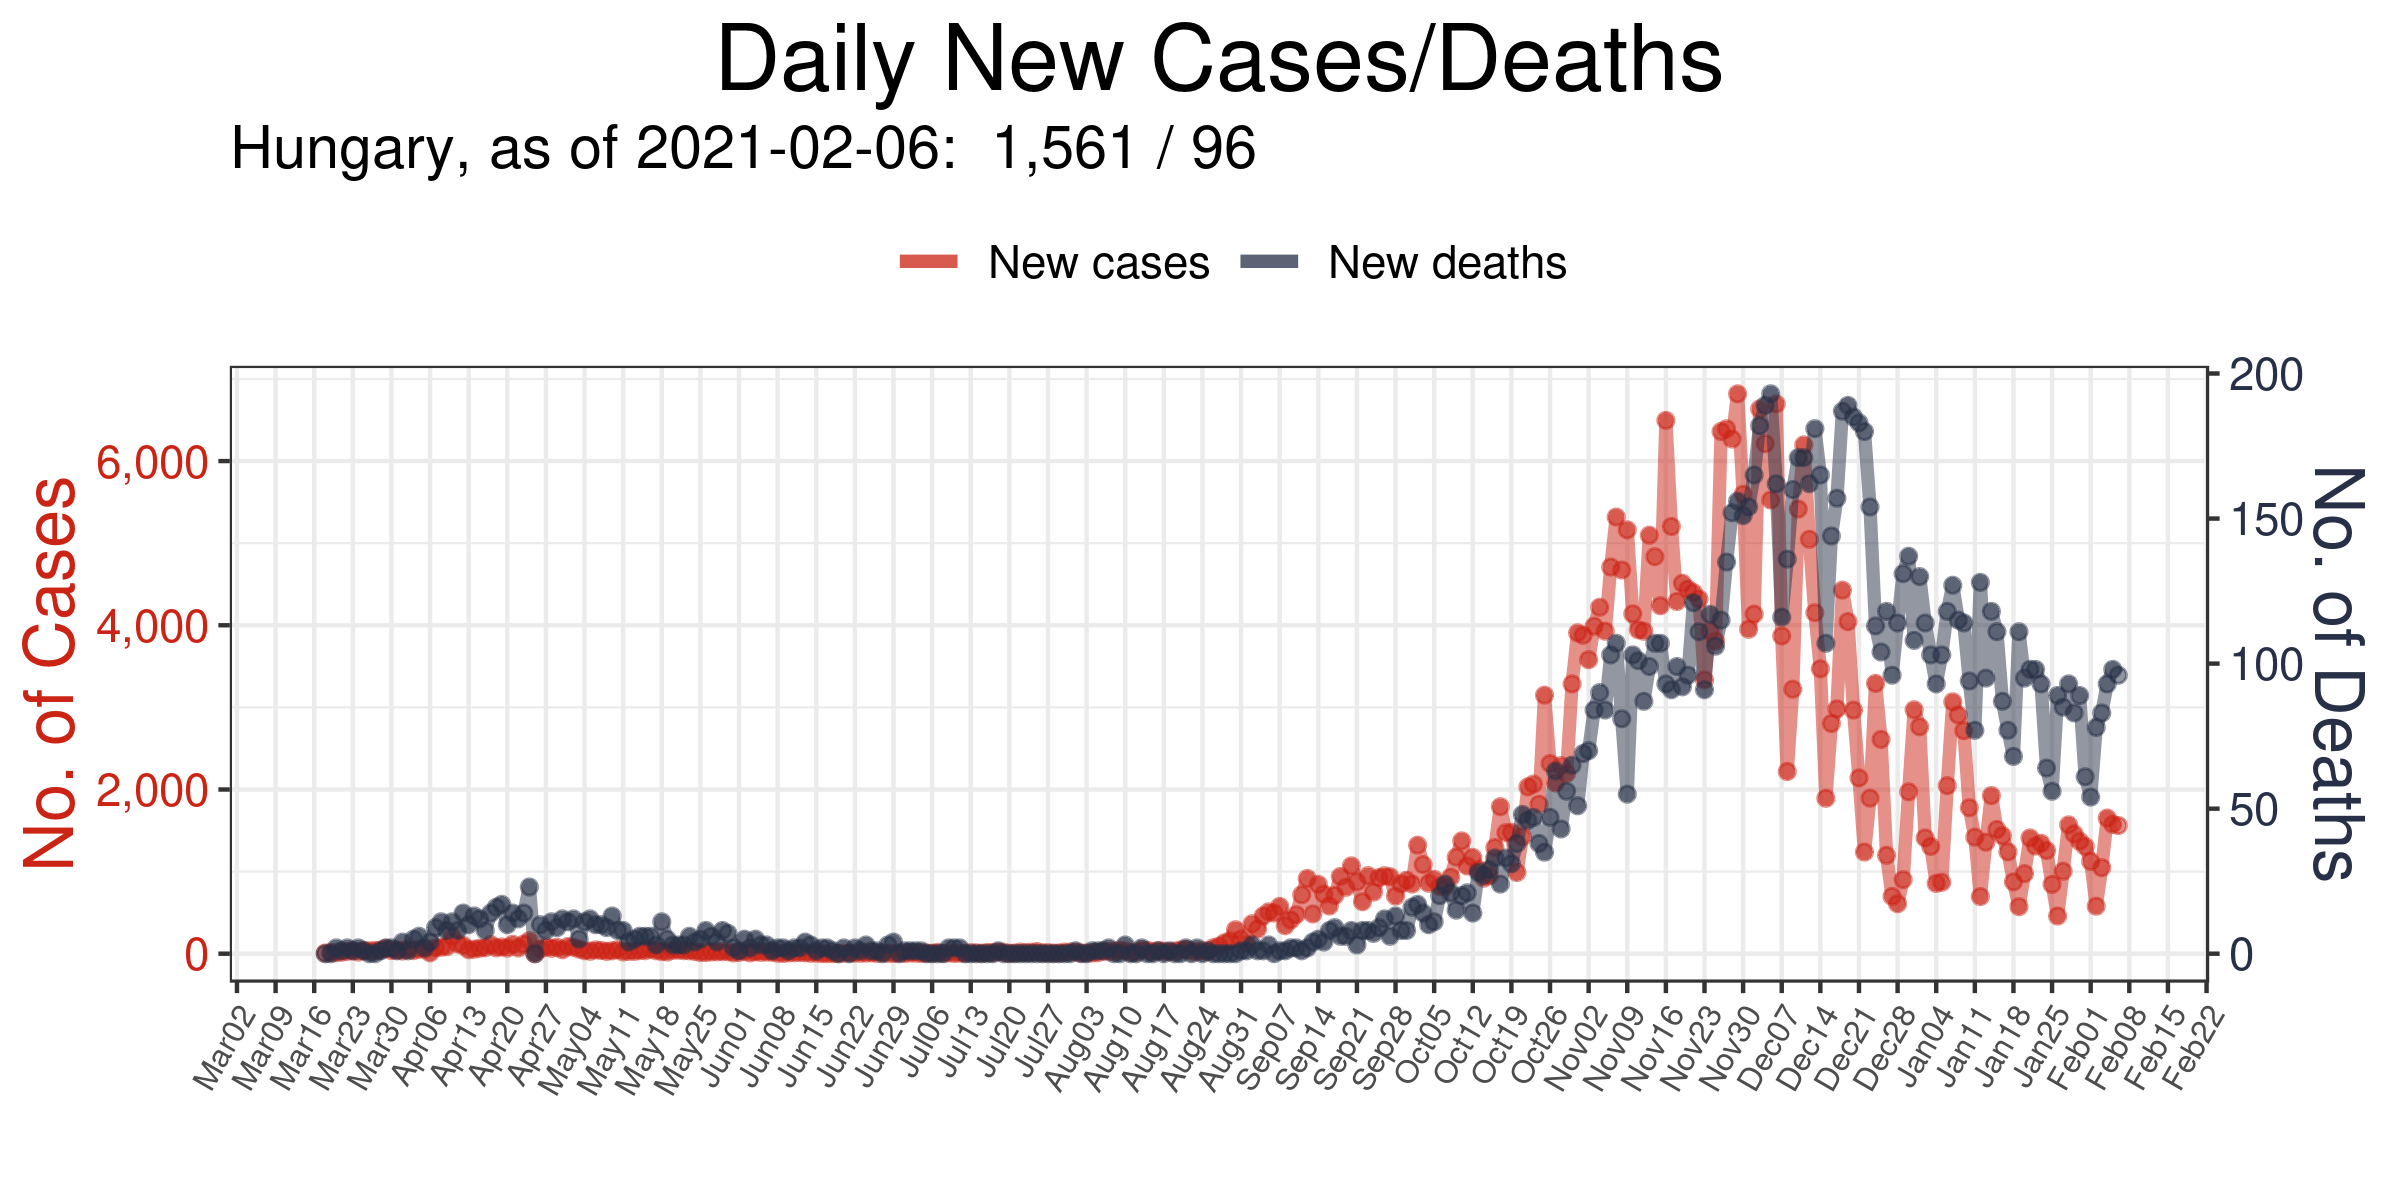 Daily New Cases/Deaths
Hungary, as of 2021-02-06:  1,561 / 96
New cases
New deaths
No. of Cases
6,000
4,000
2,000
0
200
150
100
50
0
No. of Deaths
Mar02
Mar09
Mar16
Mar23
Mar30
Apr06
Apr13
Apr20
Apr27
May04
May11
May18
May25
Jun01
Jun08
Jun15
Jun22
Jun29
Jul06
Jul13
Jul20
Jul27
Aug03
Aug10
Aug17
Aug24
Aug31
Sep07
Sep14
Sep21
Sep28
Oct05
Oct12
Oct19
Oct26
Nov02
Nov09
Nov16
Nov23
Nov30
Dec07
Dec14
Dec21
Dec28
Dec28
Jan04
Jan11
Jan18
Jan25
Feb01
Feb08
Feb15
Feb22